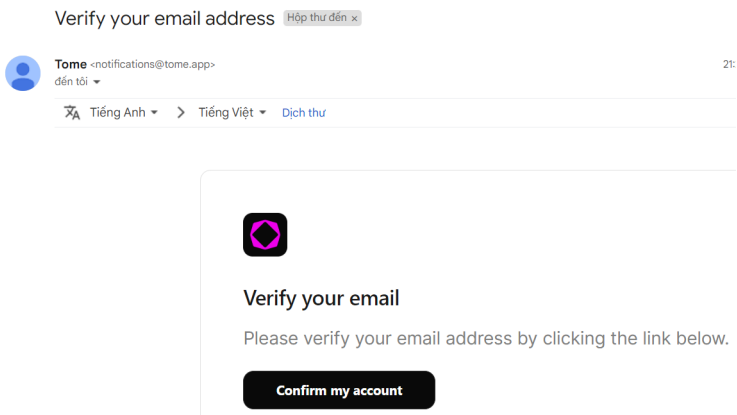 Verify your email address Hộp thư đến ×
Tome <notifications@tome.app> 21:
đến tôi
Tiếng Anh > Tiếng Việt Dịch thư
Verify your email
Please verify your email address by clicking the link below.
Confirm my account